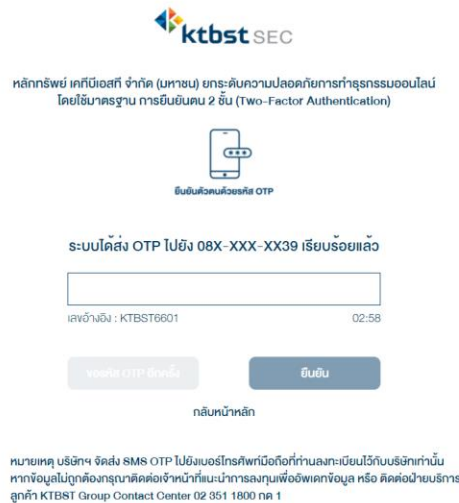 ktbst SEC
หลักทรัพย์ เคทีบีเอสที จำกัด (มหาชน) ยกระดับความปลอดภัยการทำธุรกรรมออนไลน์
โดยใช้มาตรฐาน การยืนยันตน 2 ชั้น (Two-Factor Authentication)
ยืนยันตัวตนด้วยรหัส OTP
ระบบได้ส่ง OTP ไปยัง 08X-XXX-XX39 เรียบร้อยแล้ว
เลขอ้างอิง : KTBST6601 02:58
ขอรหัส OTP อีกครั้ง ยืนยัน
กลับหน้าหลัก
หมายเหตุ บริษัทฯ จัดส่ง SMS OTP ไปยังเบอร์โทรศัพท์มือถือที่ท่านลงทะเบียนไว้กับบริษัทเท่านั้น
หากข้อมูลไม่ถูกต้องกรุณาติดต่อเจ้าหน้าที่แนะนำการลงทุนเพื่ออัพเดทข้อมูล หรือ ติดต่อฝ่ายบริการ
ลูกค้า KTBST Group Contact Center 02 351 1800 กด 1